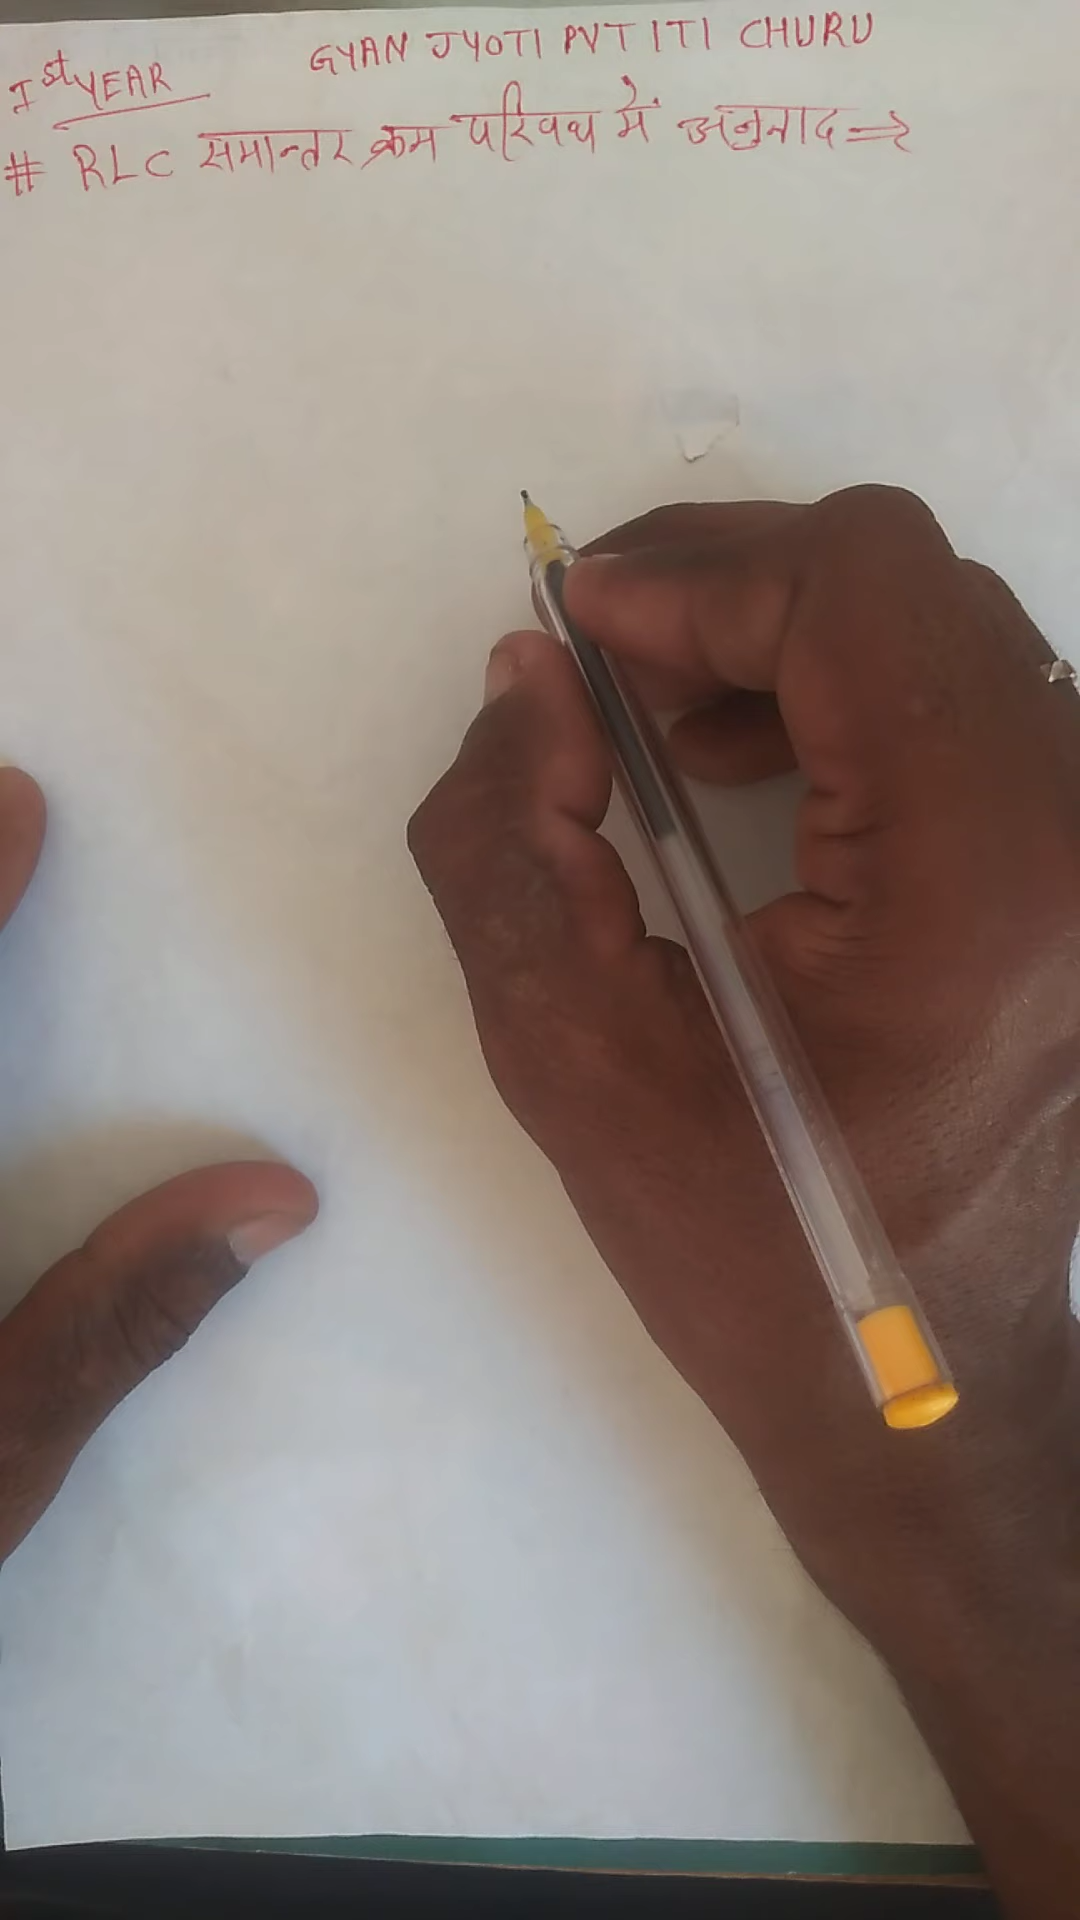 GYAN JYOTI PVT ITI CHURU
Ist YEAR
# RLC समान्तर क्रम परिपथ में अनुनाद ⇒